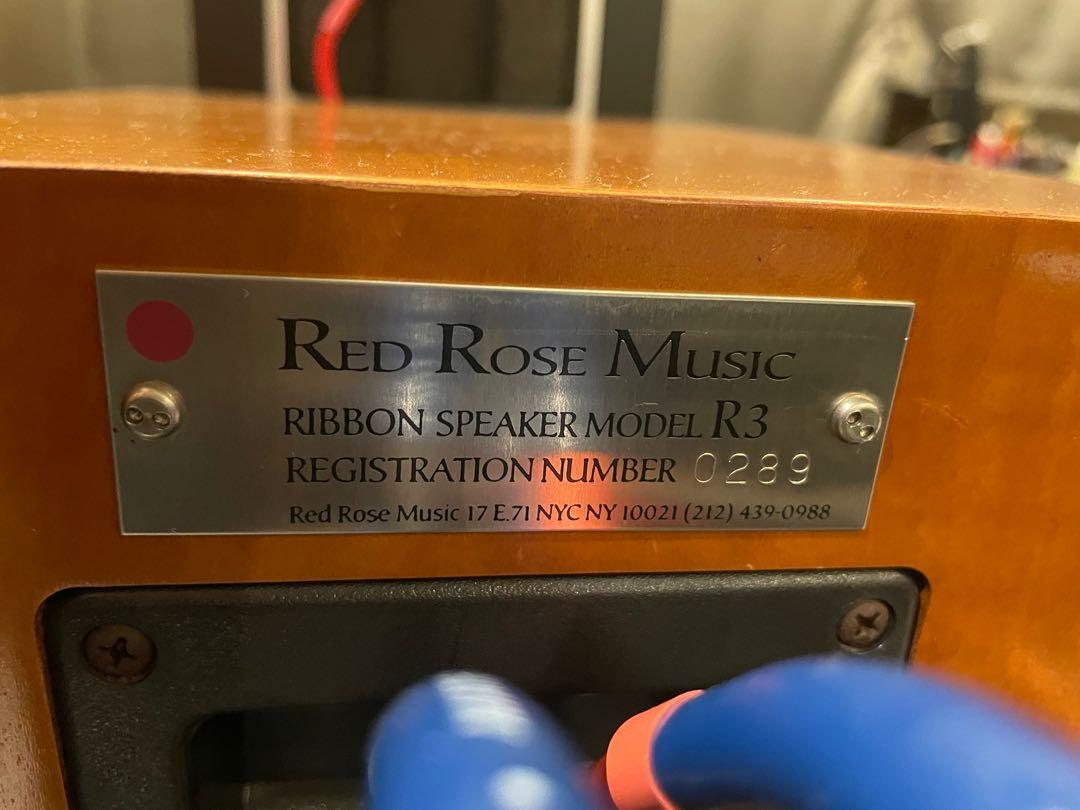 RED ROSE MUSIC
RIBBON SPEAKER MODEL R3
REGISTRATION NUMBER 0289
Red Rose Music 17 E.71 NYC NY 10021 (212) 439-0988